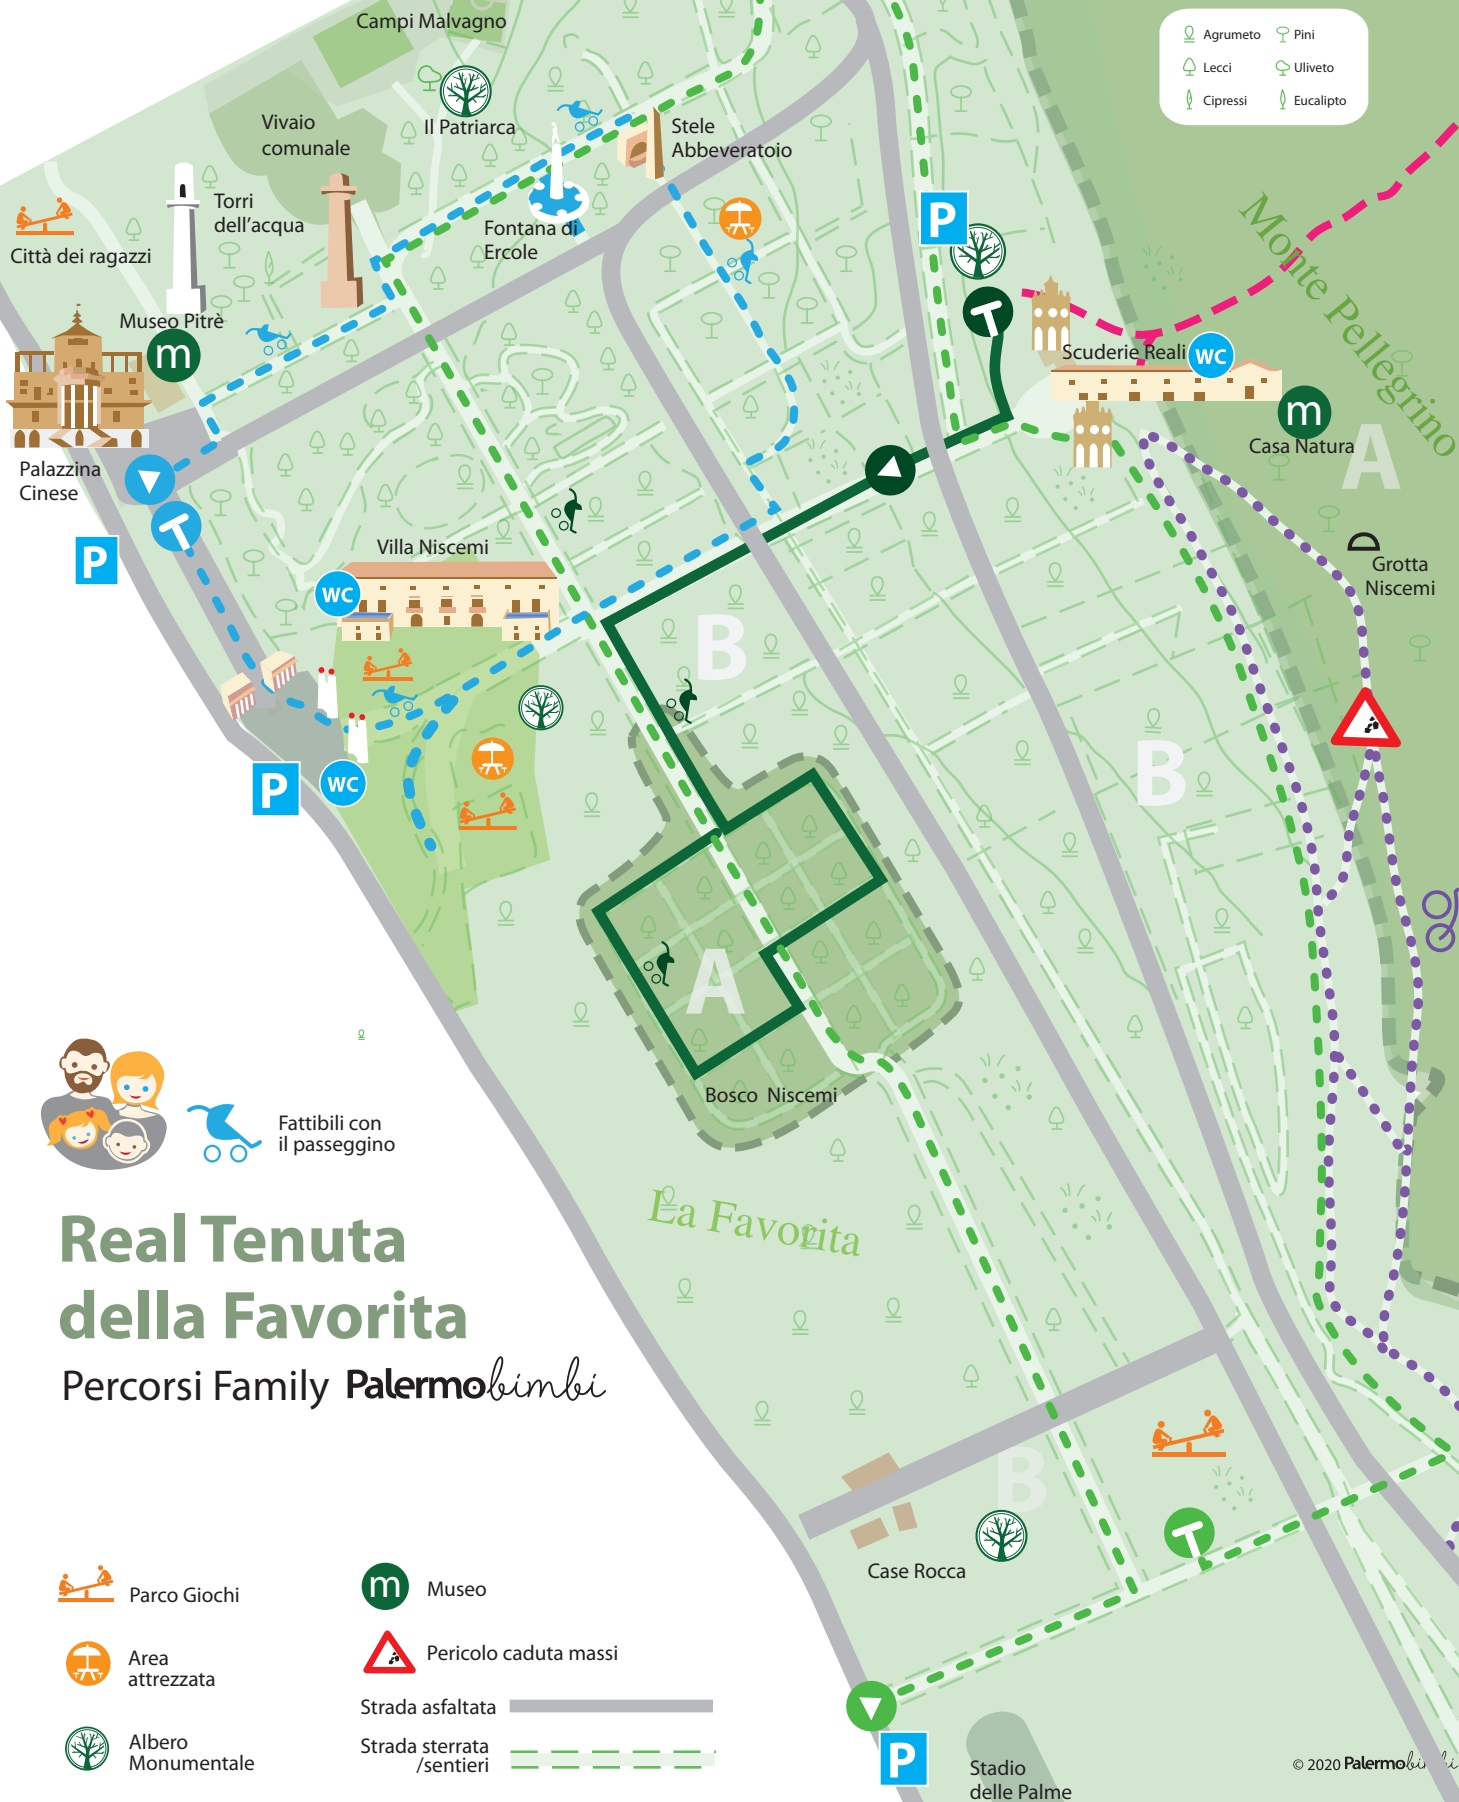 Campi Malvagno
Agrumeto
Pini
Lecci
Uliveto
Cipressi
Eucalipto
Il Patriarca
Vivaio
comunale
Stele
Abbeveratoio
Torri
dell'acqua
Città dei ragazzi
Fontana di
Ercole
P
Monte Pellegrino
Museo Pitrè
m
Scuderie Reali
WC
m
Casa Natura
A
Palazzina
Cinese
P
Villa Niscemi
WC
Grotta
Niscemi
B
B
P
WC
A
Bosco Niscemi
Fattibili con
il passeggino
La Favorita
Real Tenuta
della Favorita
Percorsi Family Palermobimbi
B
Case Rocca
Parco Giochi
m
Museo
Area
attrezzata
Pericolo caduta massi
Strada asfaltata
Albero
Monumentale
Strada sterrata
/sentieri
P
Stadio
delle Palme
© 2020 Palermobimbi